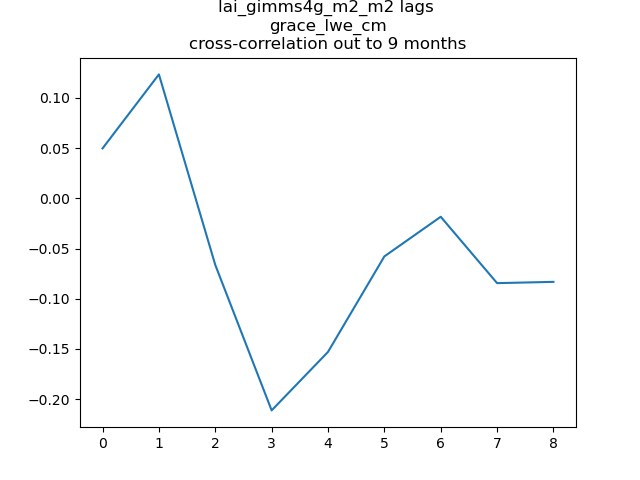 lai_gimms4g_m2_m2 lags
grace_lwe_cm
cross-correlation out to 9 months
0.10
0.05
0.00
−0.05
−0.10
−0.15
−0.20
0 1 2 3 4 5 6 7 8